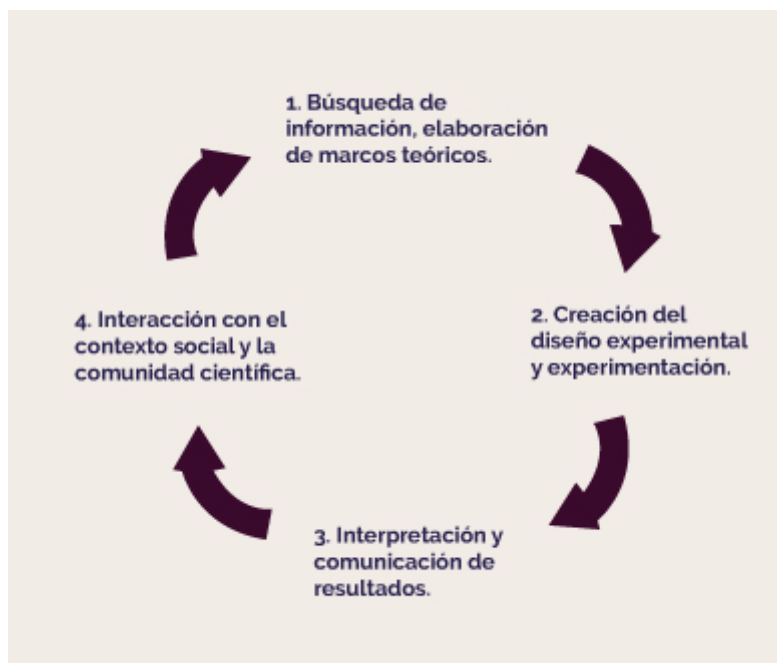 1. Búsqueda de
información, elaboración
de marcos teóricos.
2. Creación del
diseño experimental
y experimentación.
3. Interpretación y
comunicación de
resultados.
4. Interacción con el
contexto social y la
comunidad científica.